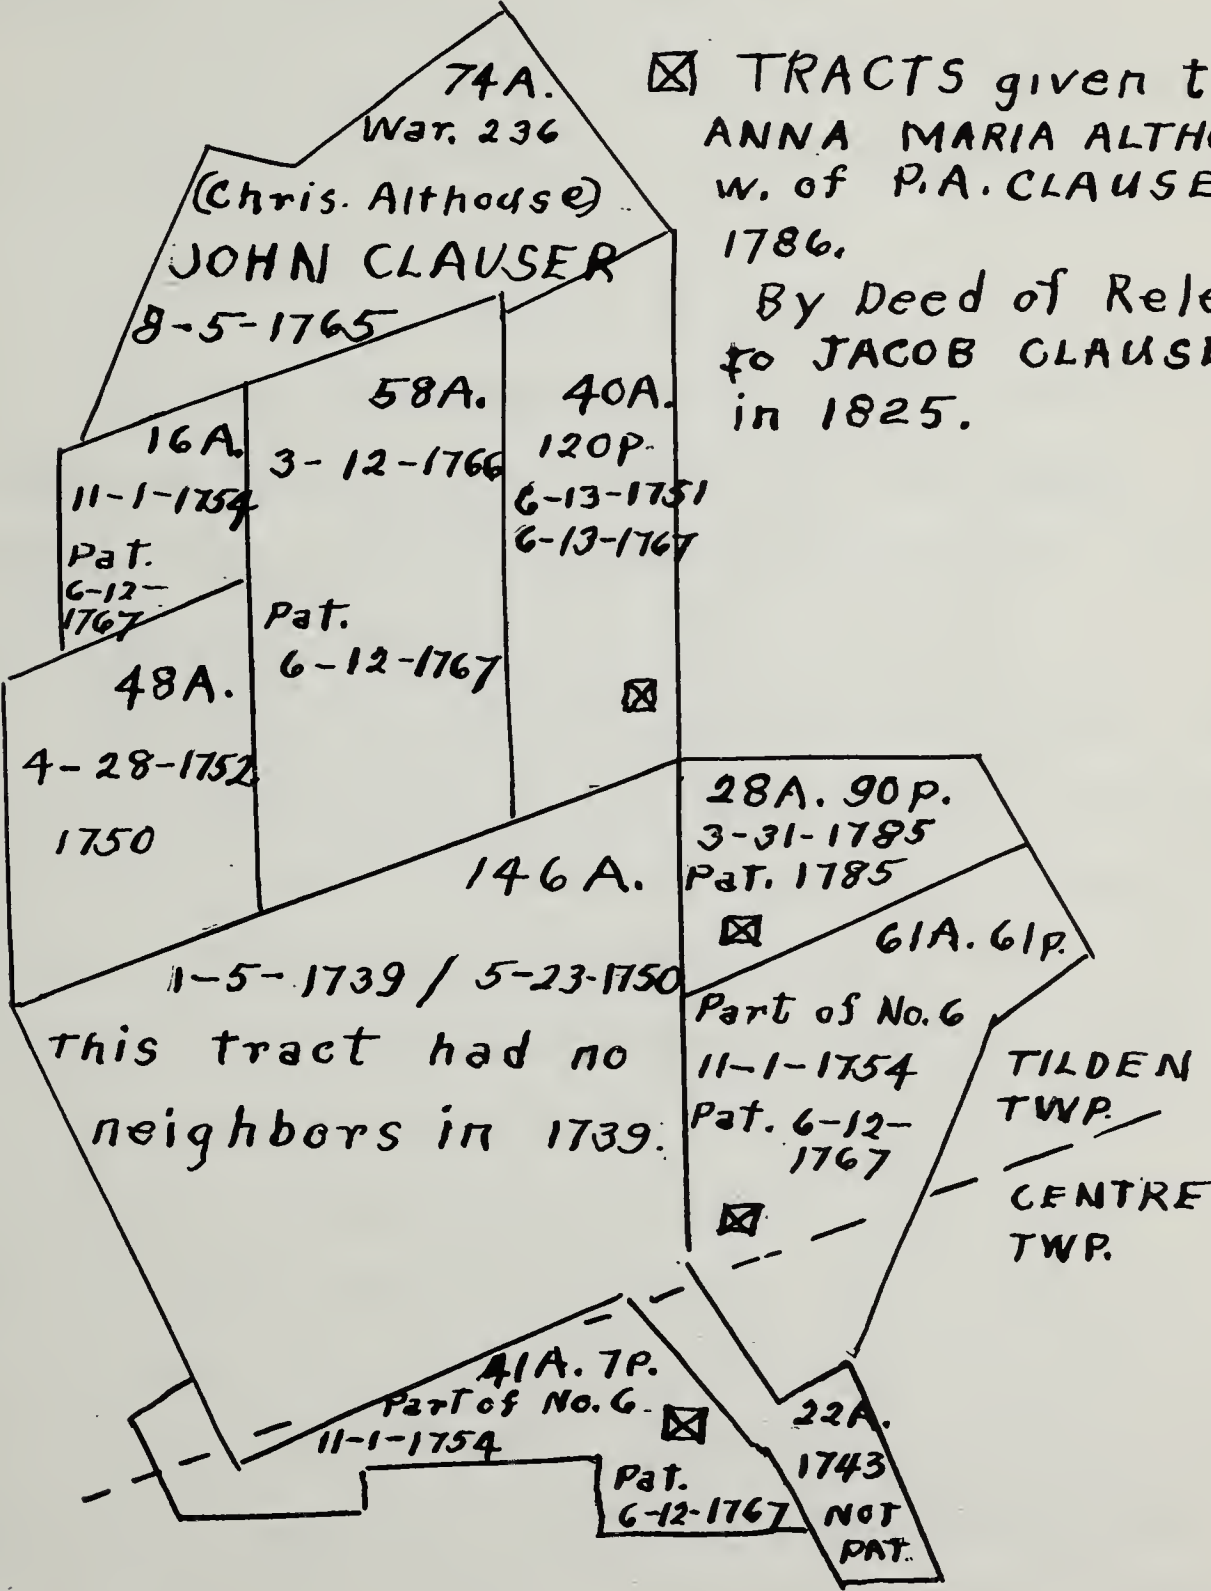 74A.
War. 236
(Chris. Althouse)
JOHN CLAUSER
8-5-1765
TRACTS given t
ANNA MARIA ALTHO
w. of P.A. CLAUSE
1786.
By Deed of Rele
to JACOB CLAUSE
in 1825.
16A.
11-1-1754
Pat.
6-12-
1767
58A.
3-12-1766
Pat.
6-12-1767
40A.
120p.
6-13-1751
6-13-1767
48A.
4-28-1752
1750
28A. 90p.
3-31-1785
Pat. 1785
146A.
1-5-1739 / 5-23-1750
This tract had no
neighbors in 1739.
61A. 61p.
Part of No. 6
11-1-1754
Pat. 6-12-
1767
TILDEN
TWP.
CENTRE
TWP.
41A. 7P.
Part of No. 6
11-1-1754
Pat.
6-12-1767
22A.
1743
NOT
PAT.